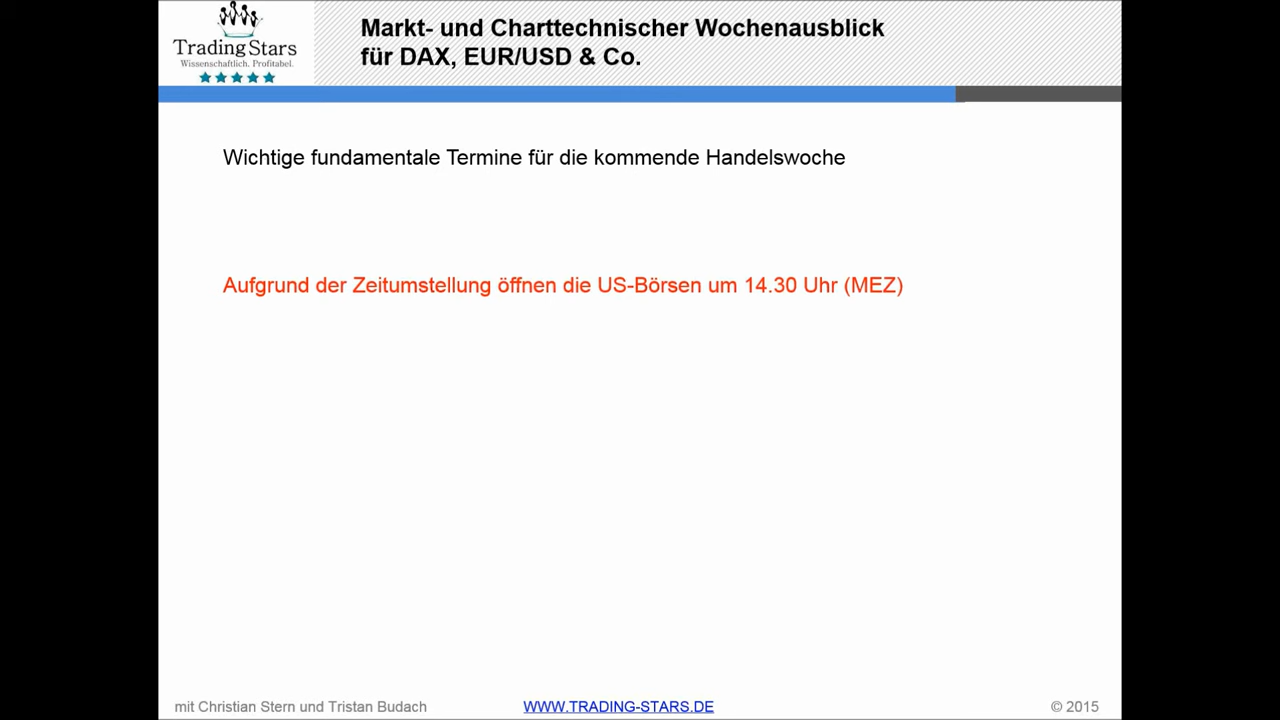 Trading Stars
Wissenschaftlich. Profitabel.
Markt- und Charttechnischer Wochenausblick
für DAX, EUR/USD & Co.
Wichtige fundamentale Termine für die kommende Handelswoche
Aufgrund der Zeitumstellung öffnen die US-Börsen um 14.30 Uhr (MEZ)
mit Christian Stern und Tristan Budach
WWW.TRADING-STARS.DE
© 2015